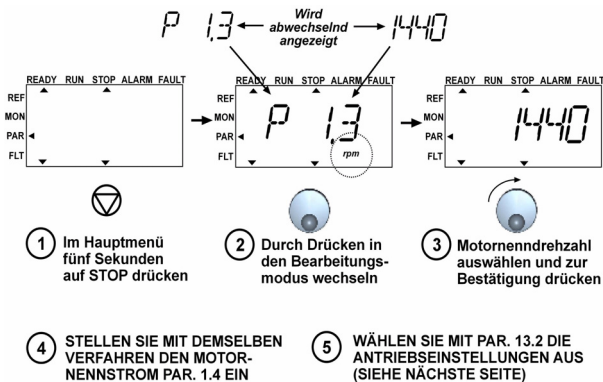 Wird
P 1.3 abwechselnd 1440
angezeigt
READY RUN STOP ALARM FAULT
REF
MON
PAR
FLT
READY RUN STOP ALARM FAULT
REF
MON
PAR
FLT
P 1.3
rpm
READY RUN STOP ALARM FAULT
REF
MON
PAR
FLT
1440
1 Im Hauptmenü
fünf Sekunden
auf STOP drücken
2 Durch Drücken in
den Bearbeitungs-
modus wechseln
3 Motornenndrehzahl
auswählen und zur
Bestätigung drücken
4 STELLEN SIE MIT DEMSELBEN
VERFAHREN DEN MOTOR-
NENNSTROM PAR. 1.4 EIN
5 WÄHLEN SIE MIT PAR. 13.2 DIE
ANTRIEBSEINSTELLUNGEN AUS
(SIEHE NÄCHSTE SEITE)